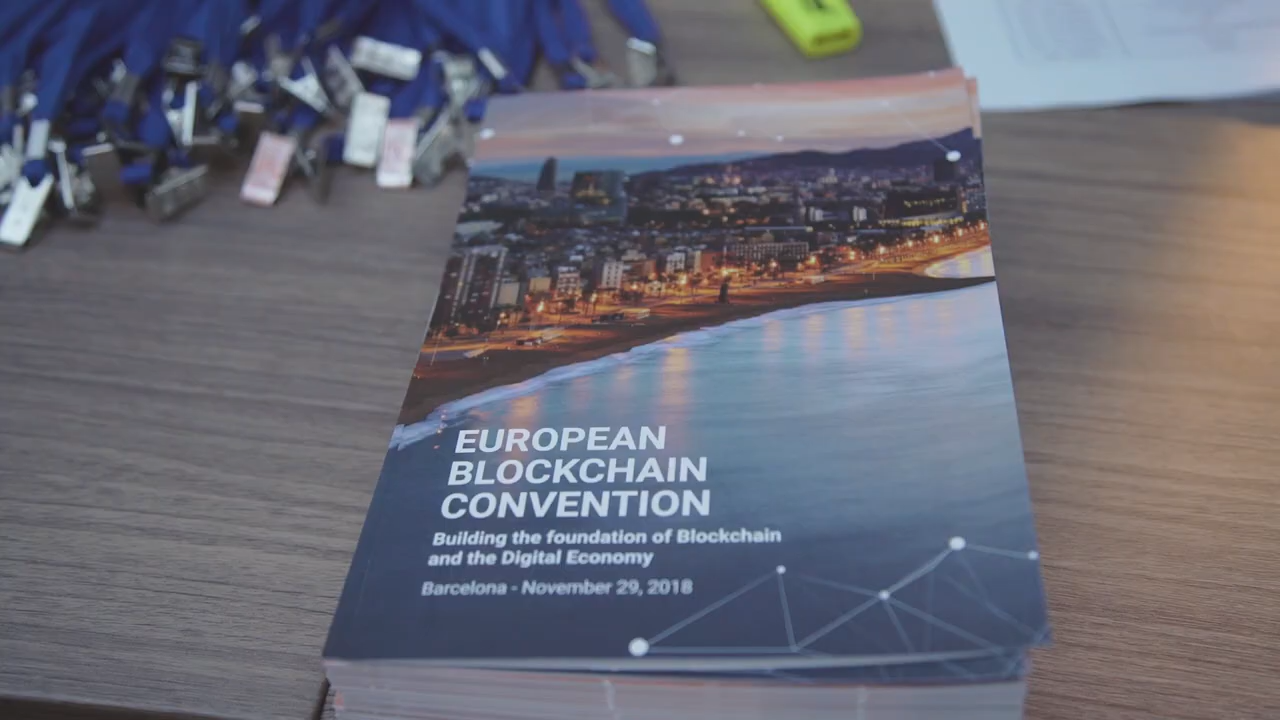 EUROPEAN
BLOCKCHAIN
CONVENTION
Building the foundation of Blockchain
and the Digital Economy
Barcelona - November 29, 2018